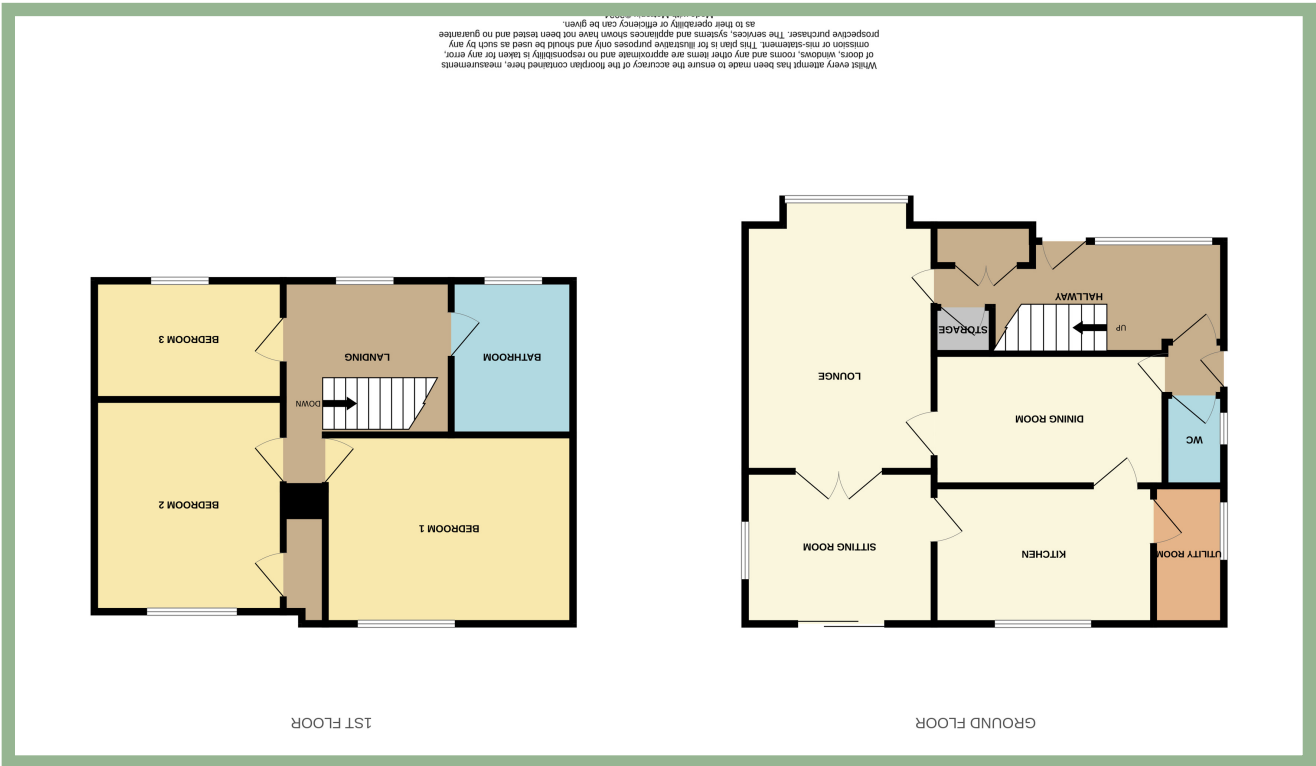 GROUND FLOOR
1ST FLOOR
UTILITY ROOM
KITCHEN
SITTING ROOM
WC
DINING ROOM
LOUNGE
UP
STORAGE
HALLWAY
BEDROOM 1
BEDROOM 2
DOWN
BATHROOM
LANDING
BEDROOM 3
Whilst every attempt has been made to ensure the accuracy of the floorplan contained here, measurements
of doors, windows, rooms and any other items are approximate and no responsibility is taken for any error,
omission or mis-statement. This plan is for illustrative purposes only and should be used as such by any
prospective purchaser. The services, systems and appliances shown have not been tested and no guarantee
as to their operability or efficiency can be given.
Made with Metropix ©2024